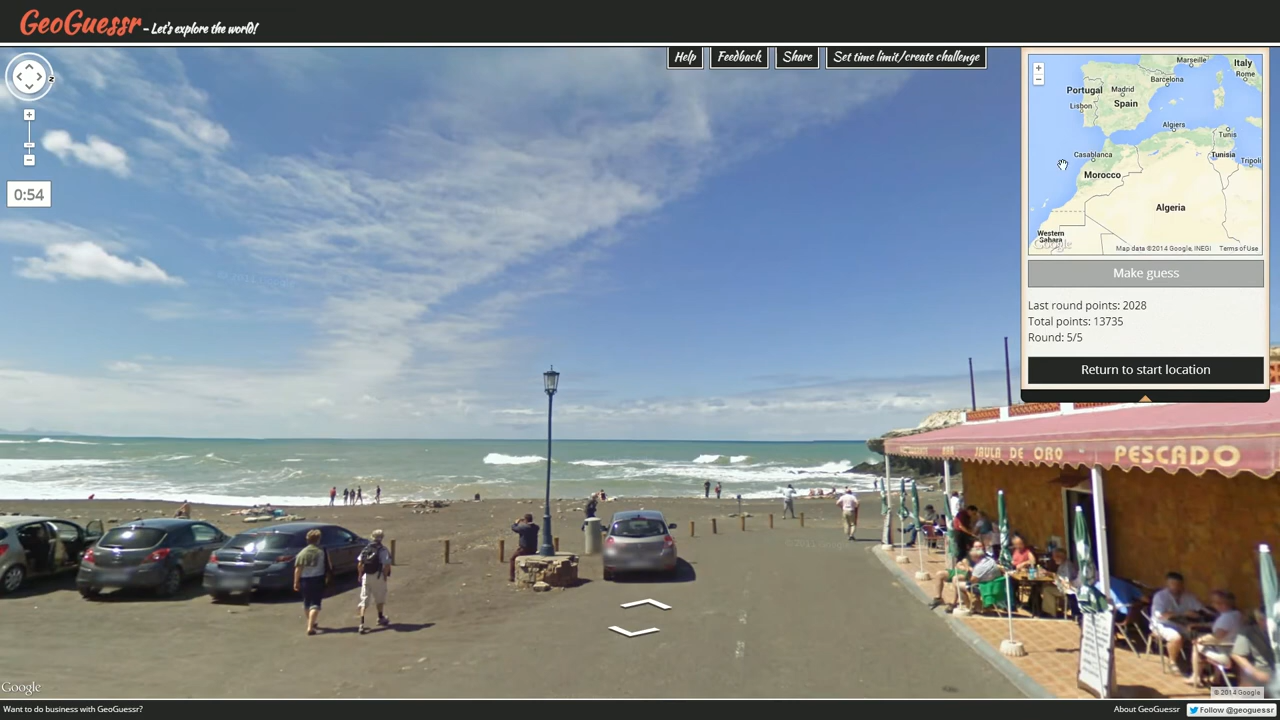 GeoGuessr - Let's explore the world!
Help
Feedback
Share
Set time limit/create challenge
N
0:54
+
−
+
−
Marseille
Italy
Rome
Barcelona
Portugal
Madrid
Lisbon
Spain
Algiers
Tunis
Casablanca
Tunisia
Tripoli
Morocco
Algeria
Western
Sahara
Google
Map data ©2014 Google, INEGI
Terms of Use
Make guess
Last round points: 2028
Total points: 13735
Round: 5/5
Return to start location
BAR
JAULA DE ORO
PESCADO
Google
© 2014 Google
Want to do business with GeoGuessr?
About GeoGuessr
Follow @geoguessr